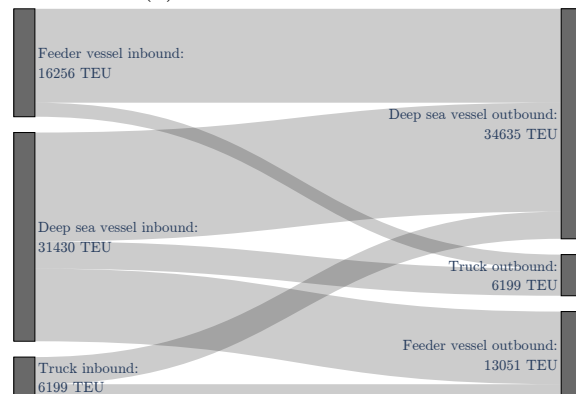 Feeder vessel inbound:
16256 TEU
Deep sea vessel outbound:
34635 TEU
Deep sea vessel inbound:
31430 TEU
Truck outbound:
6199 TEU
Feeder vessel outbound:
13051 TEU
Truck inbound:
6199 TEU